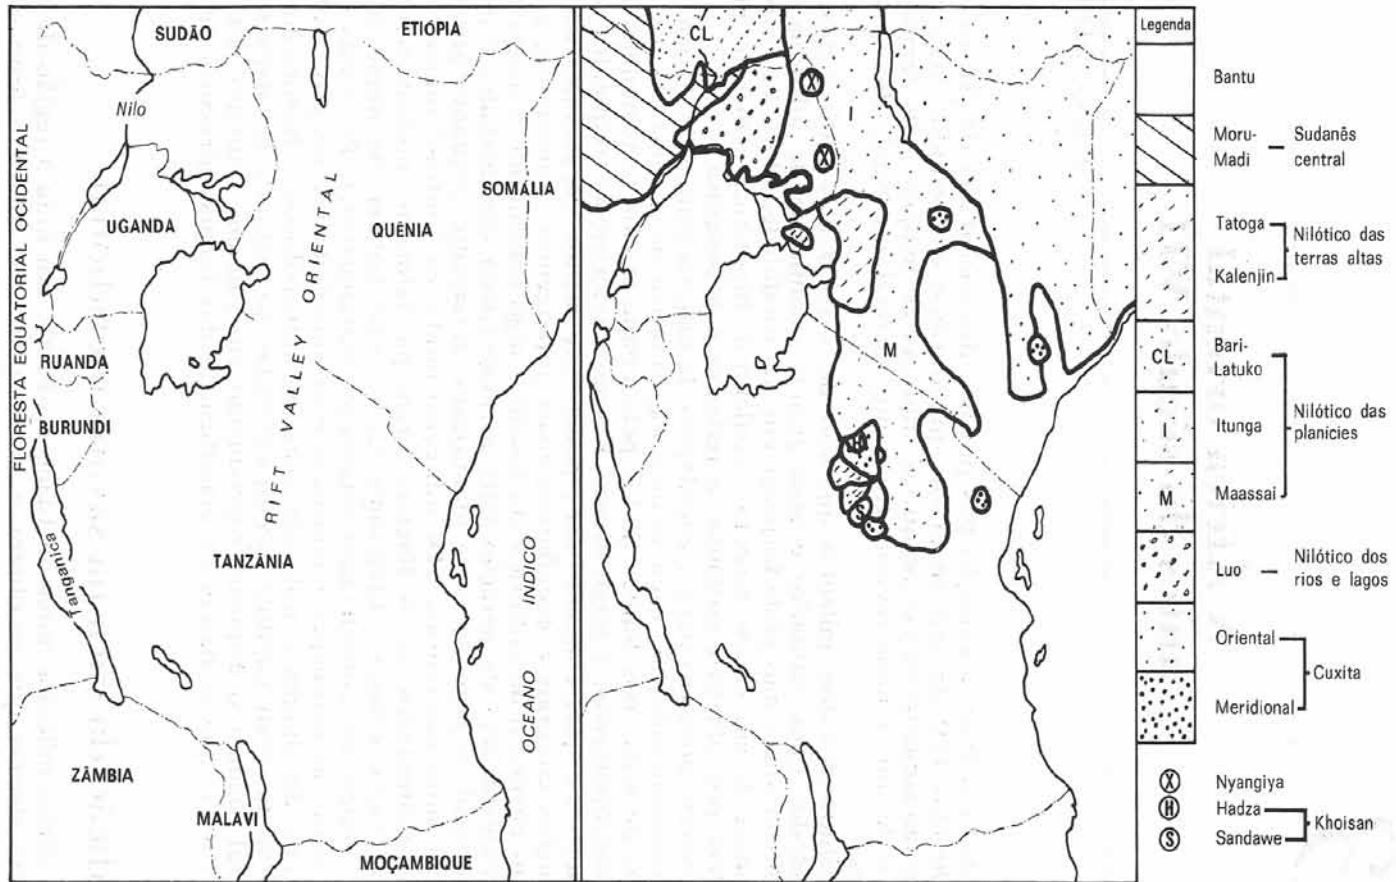 SUDÃO
ETIÓPIA
Nilo
FLORESTA EQUATORIAL OCIDENTAL
UGANDA
SOMÁLIA
QUÊNIA
RIFT VALLEY ORIENTAL
RUANDA
BURUNDI
Tanganica
TANZÂNIA
OCEANO INDICO
ZÂMBIA
MALAVI
MOÇAMBIQUE
CL
X
I
X
M
H
S
Legenda
Bantu
Moru-
Madi
Sudanês
central
Tatoga
Kalenjin
Nilótico das
terras altas
CL
Bari-
Latuko
I
Itunga
M
Maassai
Nilótico das
planícies
Luo
Nilótico dos
rios e lagos
Oriental
Meridional
Cuxita
X Nyangiya
H Hadza
S Sandawe
Khoisan